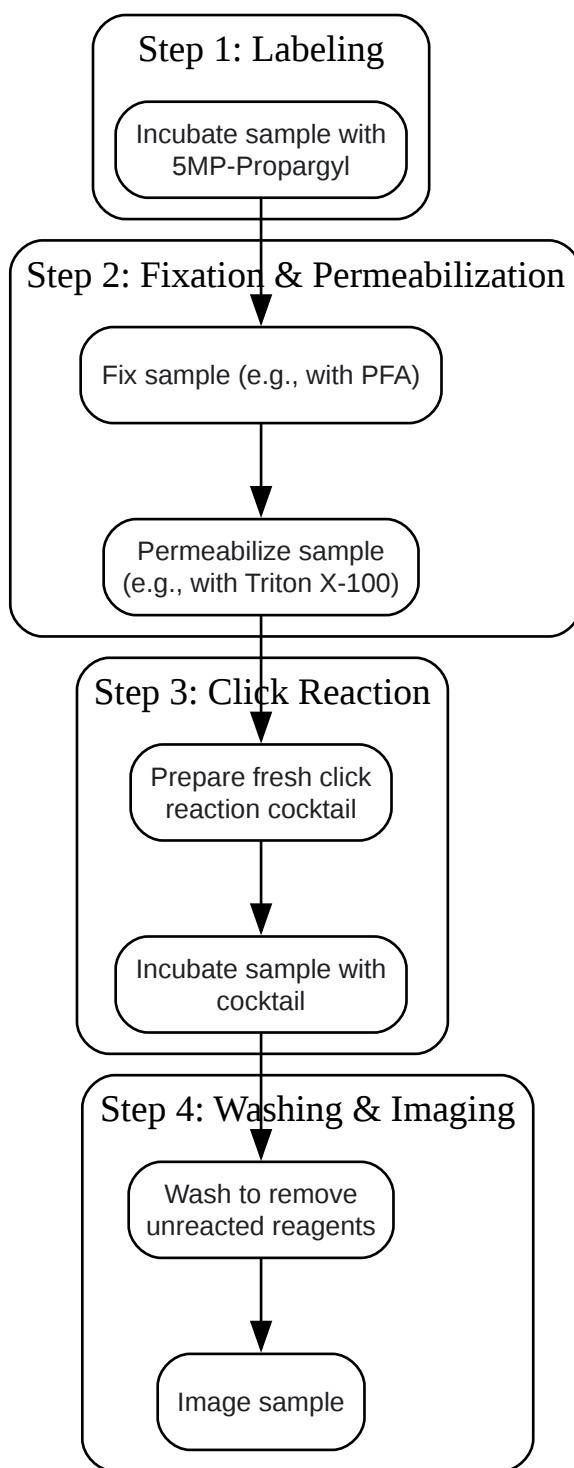 Step 1: Labeling
Incubate sample with
5MP-Propargyl
Step 2: Fixation & Permeabilization
Fix sample (e.g., with PFA)
Permeabilize sample
(e.g., with Triton X-100)
Step 3: Click Reaction
Prepare fresh click
reaction cocktail
Incubate sample with
cocktail
Step 4: Washing & Imaging
Wash to remove
unreacted reagents
Image sample